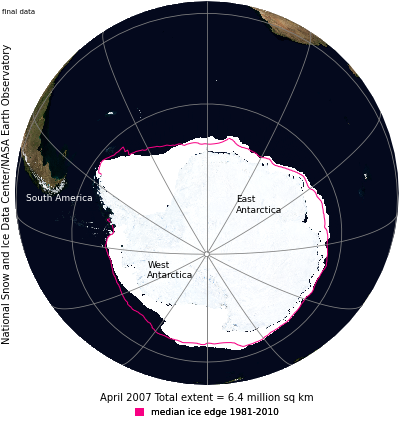 final data
National Snow and Ice Data Center/NASA Earth Observatory
South America
East
Antarctica
West
Antarctica
April 2007 Total extent = 6.4 million sq km
median ice edge 1981-2010